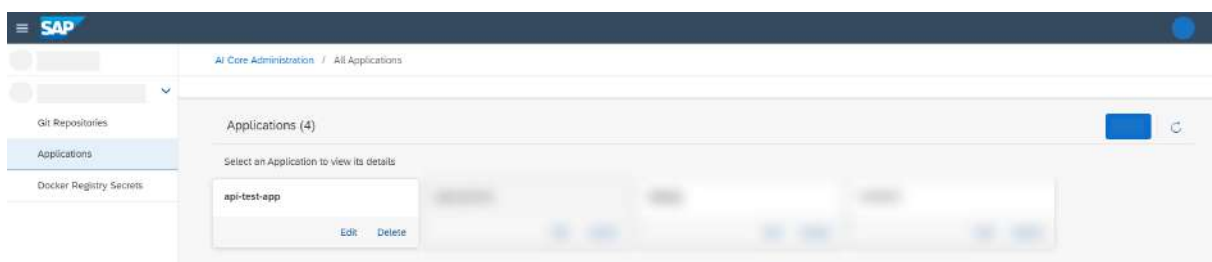 SAP
AI Core Administration / All Applications
Git Repositories
Applications (4)
Applications
Select an Application to view its details
Docker Registry Secrets
api-test-app
Edit Delete